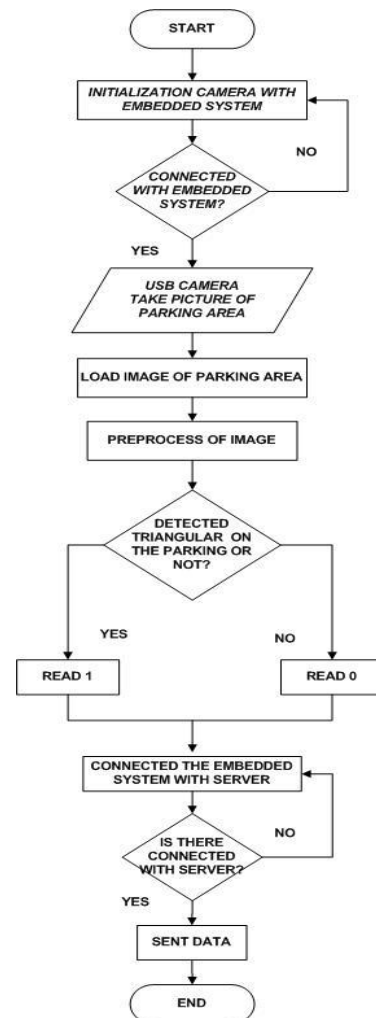 START
INITIALIZATION CAMERA WITH
EMBEDDED SYSTEM
NO
CONNECTED
WITH EMBEDDED
SYSTEM?
YES
USB CAMERA
TAKE PICTURE OF
PARKING AREA
LOAD IMAGE OF PARKING AREA
PREPROCESS OF IMAGE
DETECTED
TRIANGULAR ON
THE PARKING OR
NOT?
YES
NO
READ 1
READ 0
CONNECTED THE EMBEDDED
SYSTEM WITH SERVER
NO
IS THERE
CONNECTED
WITH SERVER?
YES
SENT DATA
END